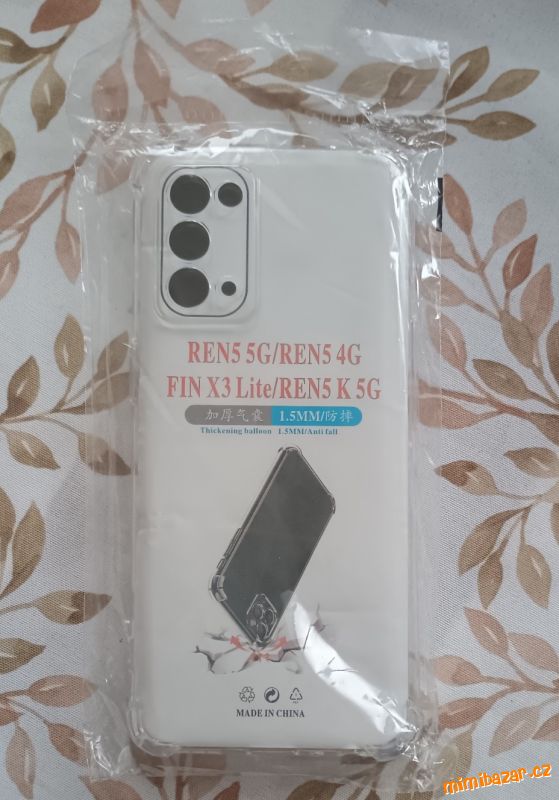 REN5 5G/REN5 4G
FIN X3 Lite/REN5 K 5G
加厚气囊 1.5MM/防摔
Thickening balloon 1.5MM/Anti fall
MADE IN CHINA
mimibazar.cz